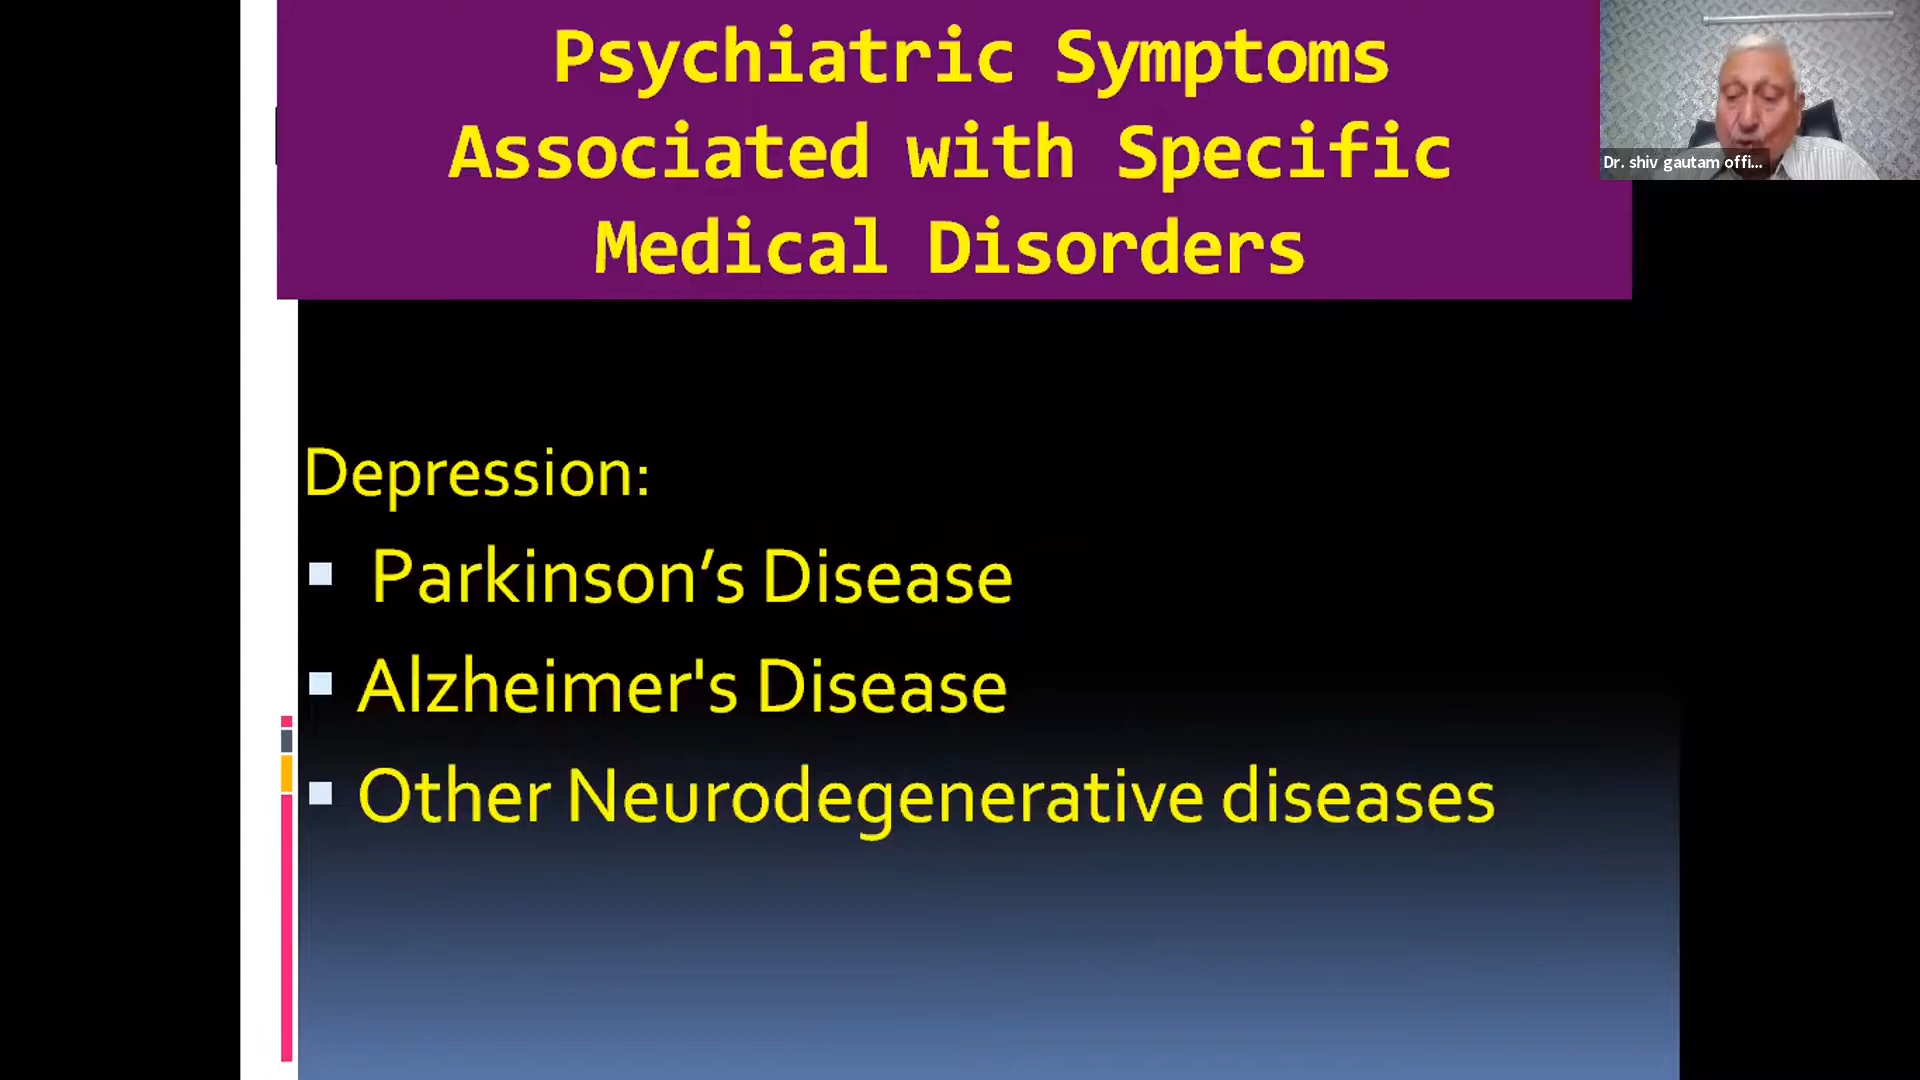 Psychiatric Symptoms
Associated with Specific
Medical Disorders
Dr. shiv gautam offi...
Depression:
Parkinson’s Disease
Alzheimer's Disease
Other Neurodegenerative diseases